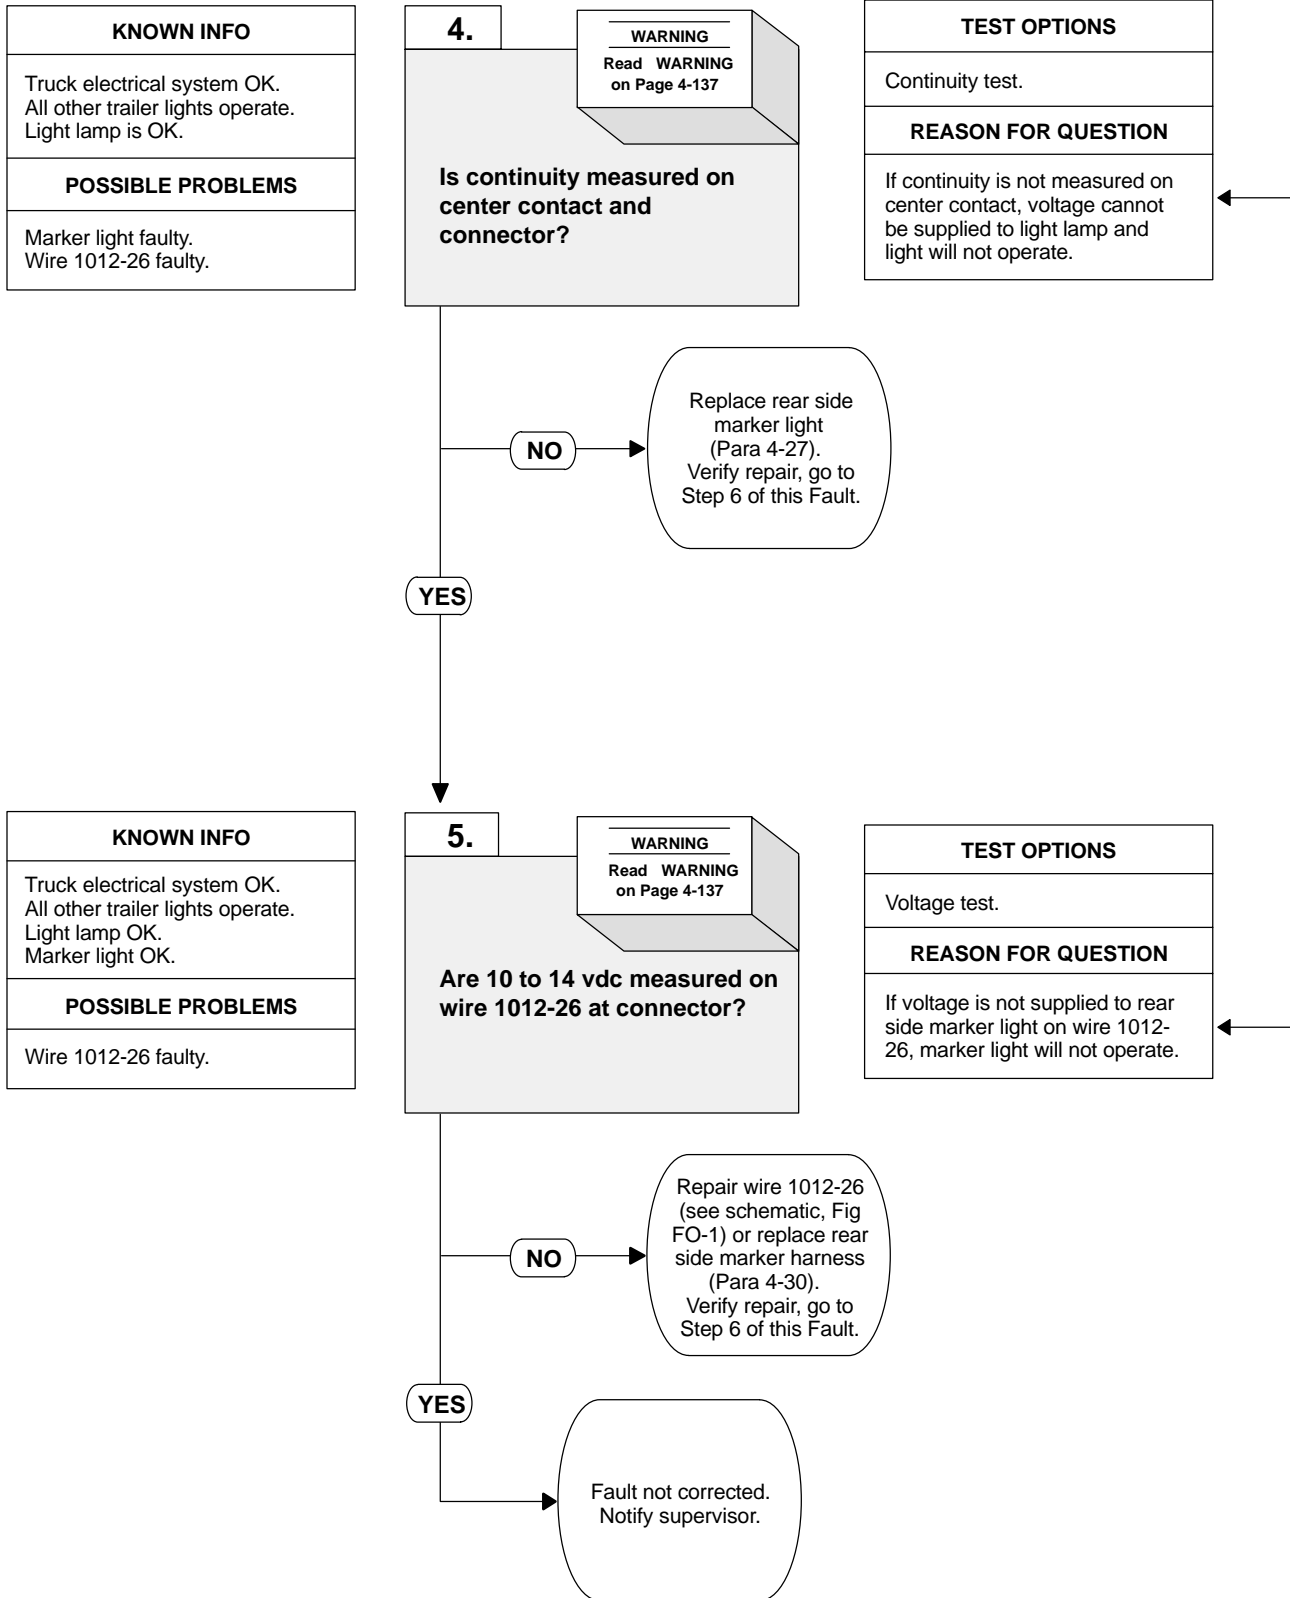 KNOWN INFO
Truck electrical system OK.
All other trailer lights operate.
Light lamp is OK.
POSSIBLE PROBLEMS
Marker light faulty.
Wire 1012-26 faulty.
4.
WARNING
Read WARNING
on Page 4-137
Is continuity measured on
center contact and
connector?
TEST OPTIONS
Continuity test.
REASON FOR QUESTION
If continuity is not measured on
center contact, voltage cannot
be supplied to light lamp and
light will not operate.
NO
Replace rear side
marker light
(Para 4-27).
Verify repair, go to
Step 6 of this Fault.
YES
KNOWN INFO
Truck electrical system OK.
All other trailer lights operate.
Light lamp OK.
Marker light OK.
POSSIBLE PROBLEMS
Wire 1012-26 faulty.
5.
WARNING
Read WARNING
on Page 4-137
Are 10 to 14 vdc measured on
wire 1012-26 at connector?
TEST OPTIONS
Voltage test.
REASON FOR QUESTION
If voltage is not supplied to rear
side marker light on wire 1012-
26, marker light will not operate.
NO
Repair wire 1012-26
(see schematic, Fig
FO-1) or replace rear
side marker harness
(Para 4-30).
Verify repair, go to
Step 6 of this Fault.
YES
Fault not corrected.
Notify supervisor.